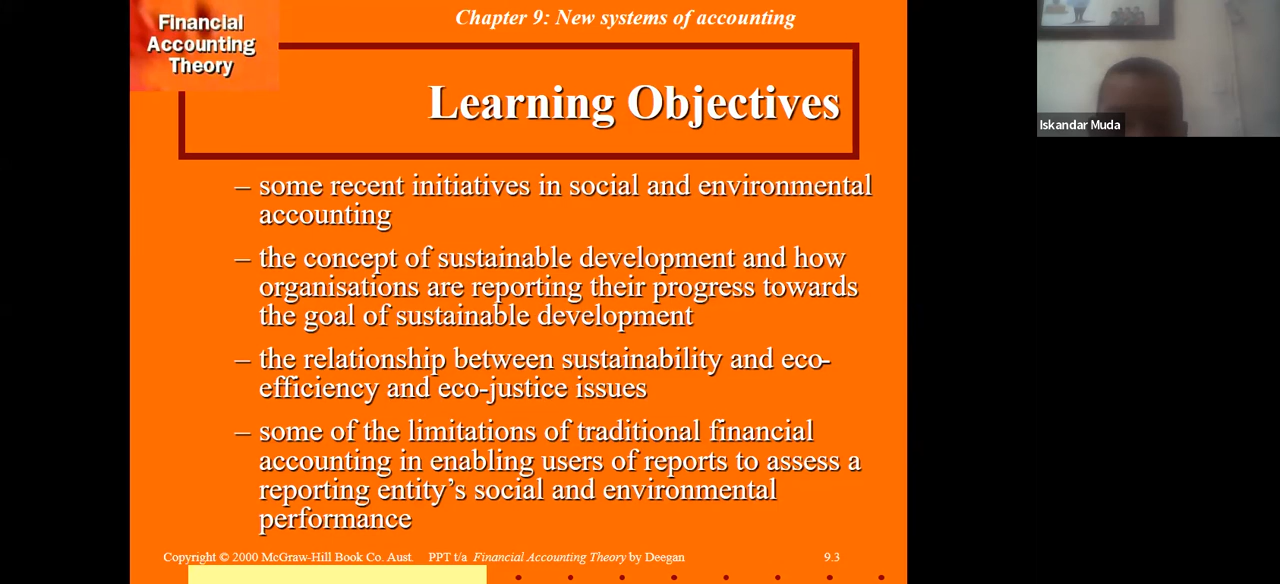 Financial
Accounting
Theory
Chapter 9: New systems of accounting
Learning Objectives
– some recent initiatives in social and environmental
accounting
– the concept of sustainable development and how
organisations are reporting their progress towards
the goal of sustainable development
– the relationship between sustainability and eco-
efficiency and eco-justice issues
– some of the limitations of traditional financial
accounting in enabling users of reports to assess a
reporting entity’s social and environmental
performance
Copyright © 2000 McGraw-Hill Book Co. Aust. PPT t/a Financial Accounting Theory by Deegan 9.3
Iskandar Muda